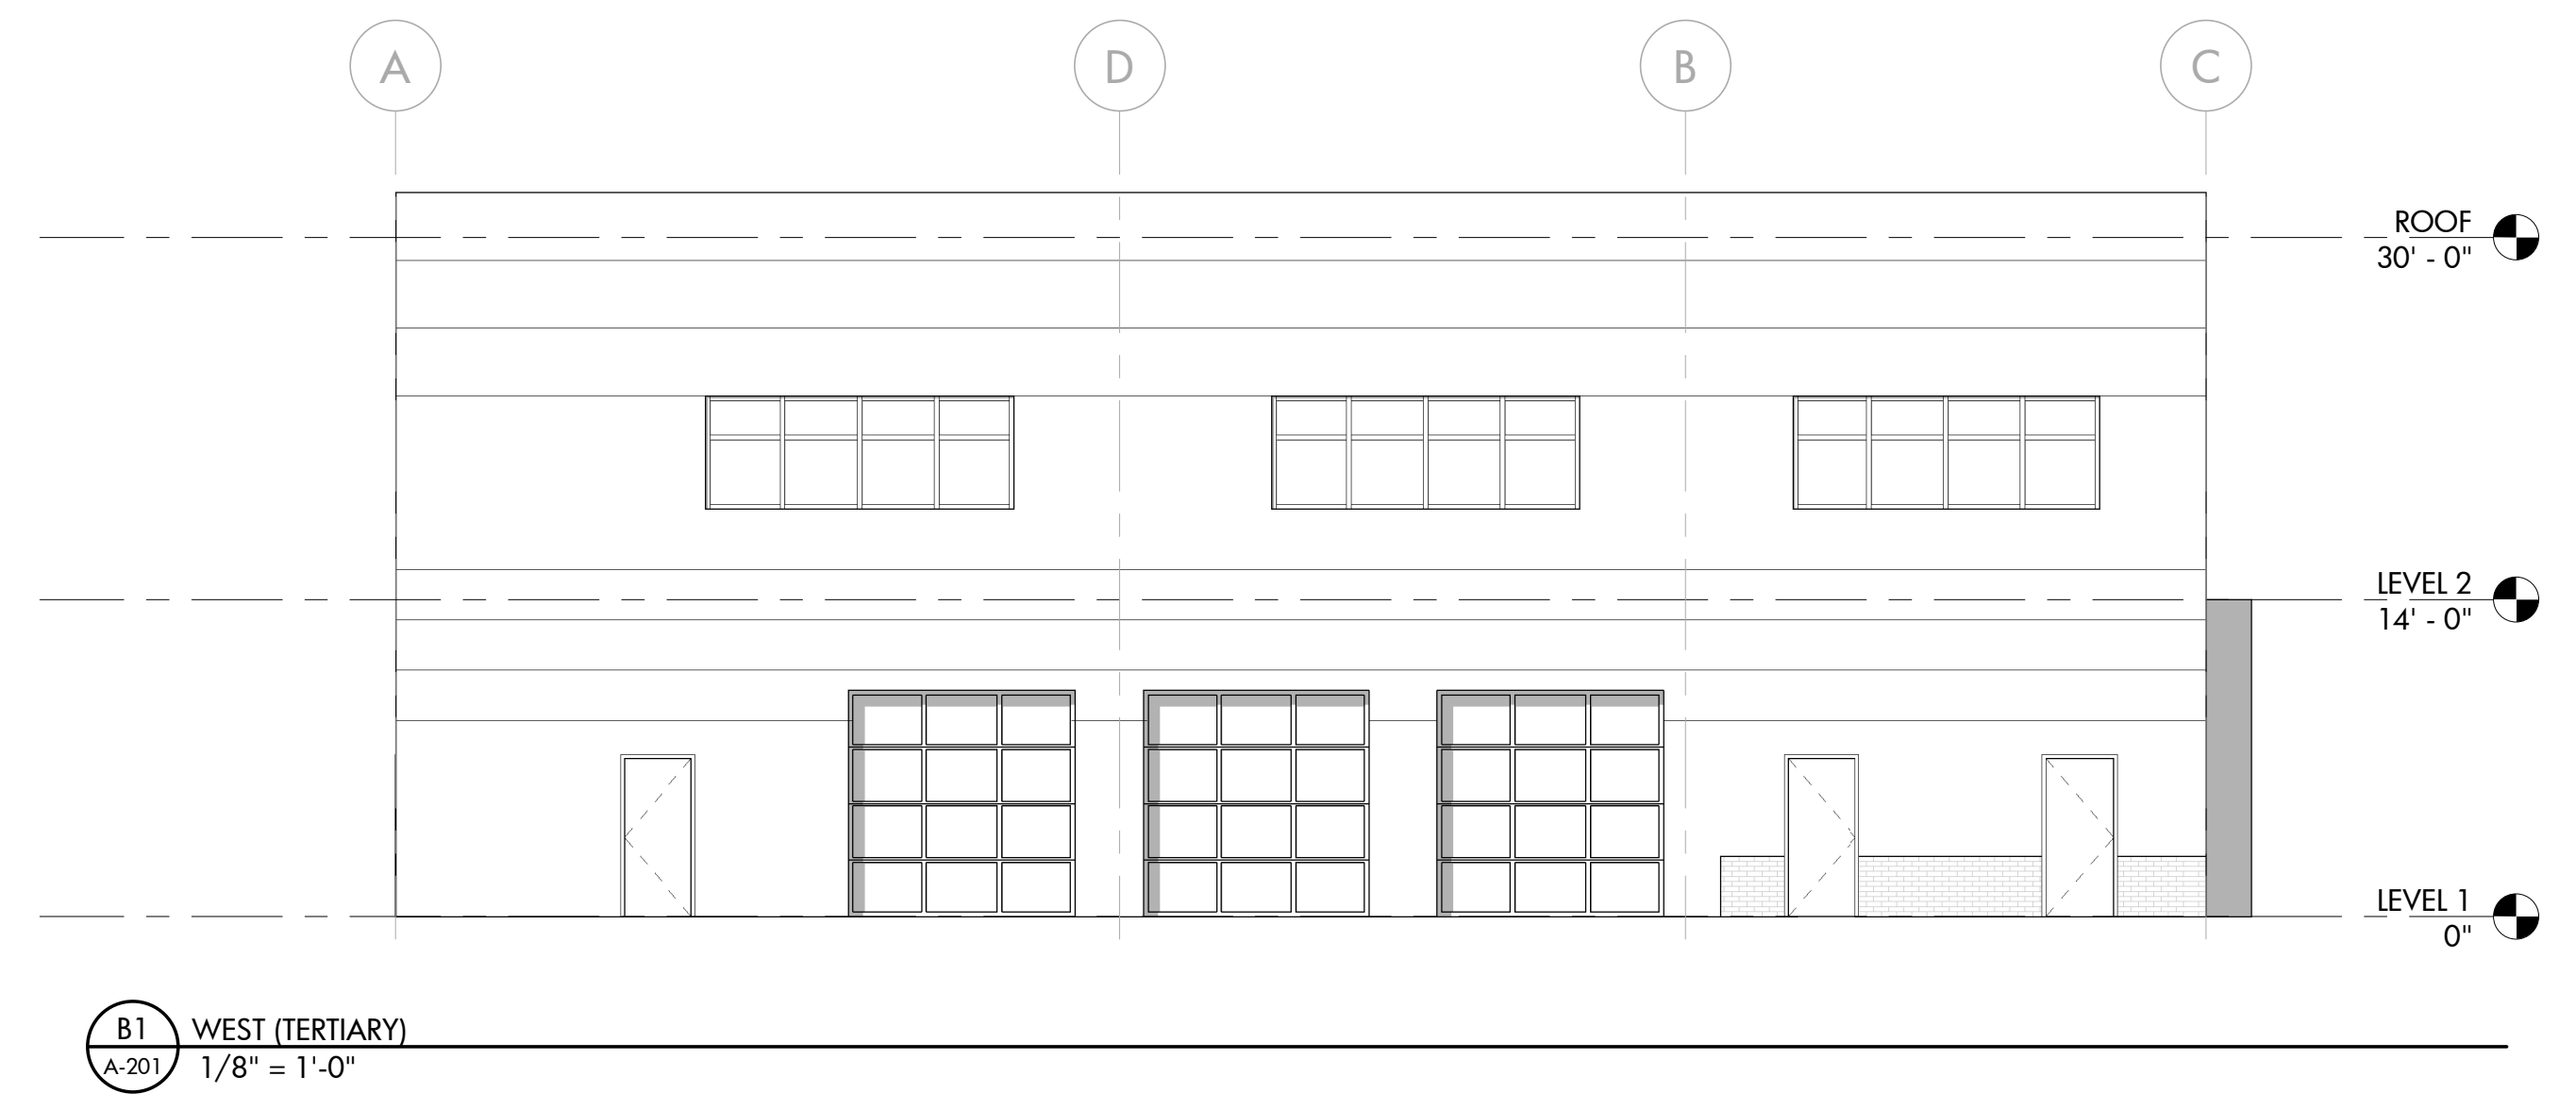 A D B C
ROOF
30' - 0"
LEVEL 2
14' - 0"
LEVEL 1
0"
B1 WEST (TERTIARY)
A-201 1/8" = 1'-0"